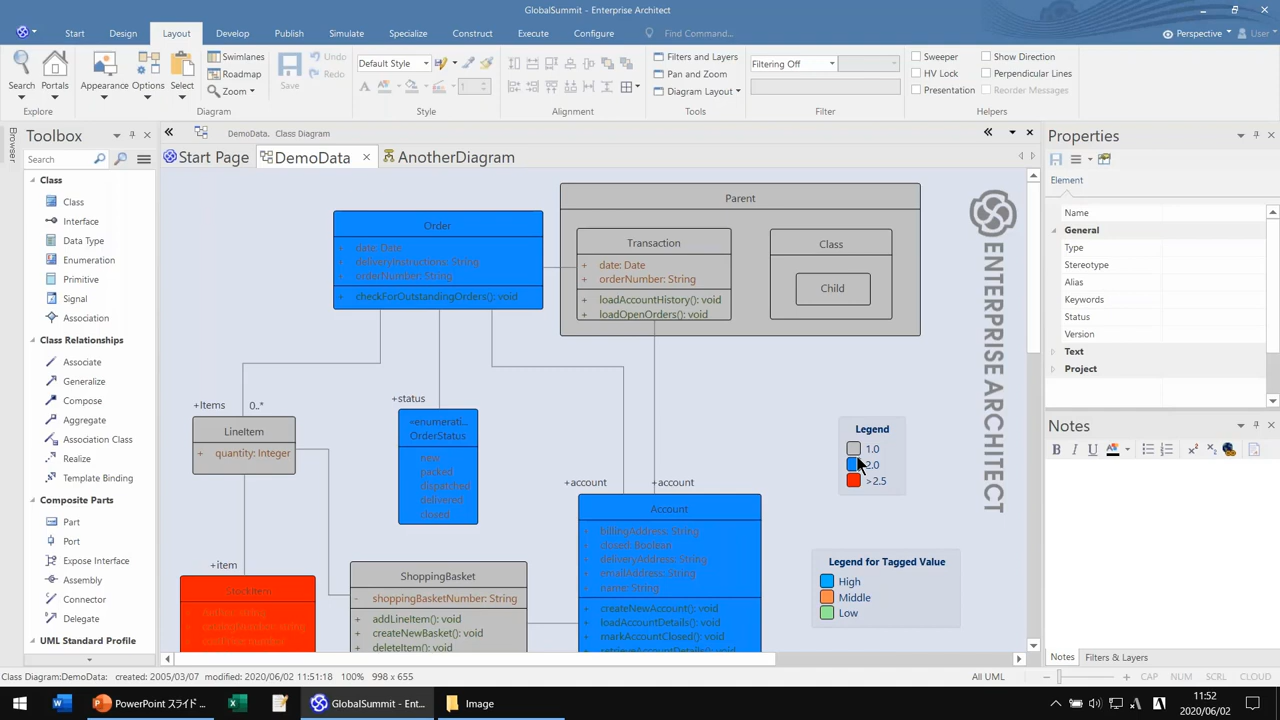 GlobalSummit - Enterprise Architect
Start Design Layout Develop Publish Simulate Specialize Construct Execute Configure Find Command... Perspective User
Search Portals Appearance Options Select
Swimlanes
Roadmap
Zoom
Save
Undo
Redo
Default Style
1
Filters and Layers
Pan and Zoom
Diagram Layout
Filtering Off
Sweeper
HV Lock
Presentation
Show Direction
Perpendicular Lines
Reorder Messages
Explore Diagram Style Alignment Tools Filter Helpers
Browser
Toolbox
Search
Class
Class
Interface
Data Type
Enumeration
Primitive
Signal
Association
Class Relationships
Associate
Generalize
Compose
Aggregate
Association Class
Realize
Composite Parts
Part
Port
Expose Interface
Template Binding
Assembly
Connector
Delegate
UML Standard Profile
DemoData. Class Diagram
Start Page DemoData AnotherDiagram
Order
+ date: Date
+ deliveryInstructions: String
+ orderNumber: String
+ checkForOutstandingOrders(): void
Parent
Transaction
+ date: Date
+ orderNumber: String
+ loadAccountHistory(): void
+ loadOpenOrders(): void
Class
Child
ENTERPRISE ARCHITECT
+Items 0..*
LineItem
+ quantity: Integer
+status
«enumerati...
OrderStatus
new
packed
dispatched
delivered
closed
+account +account
Account
+ billingAddress: String
+ closed: Boolean
+ deliveryAddress: String
+ emailAddress: String
+ name: String
+ createNewAccount(): void
+ loadAccountDetails(): void
+ markAccountClosed(): void
+item
StockItem
+ Author: String
+ catalogNumber: String
ShoppingBasket
- shoppingBasketNumber: String
+ addLineItem(): void
+ createNewBasket(): void
+ deleteItem(): void
Legend
1.0
2.0
>2.5
Legend for Tagged Value
High
Middle
Low
Properties
Element
Name
General
Type
Stereotype
Alias
Keywords
Status
Version
Text
Project
Notes
B I U A
Notes Filters & Layers
Class Diagram:DemoData: created: 2005/03/07 modified: 2020/06/02 11:51:18 100% 998 x 655 All UML CAP NUM SCRL CLOUD
PowerPoint スライド ... GlobalSummit - Ent... Image
11:52
2020/06/02